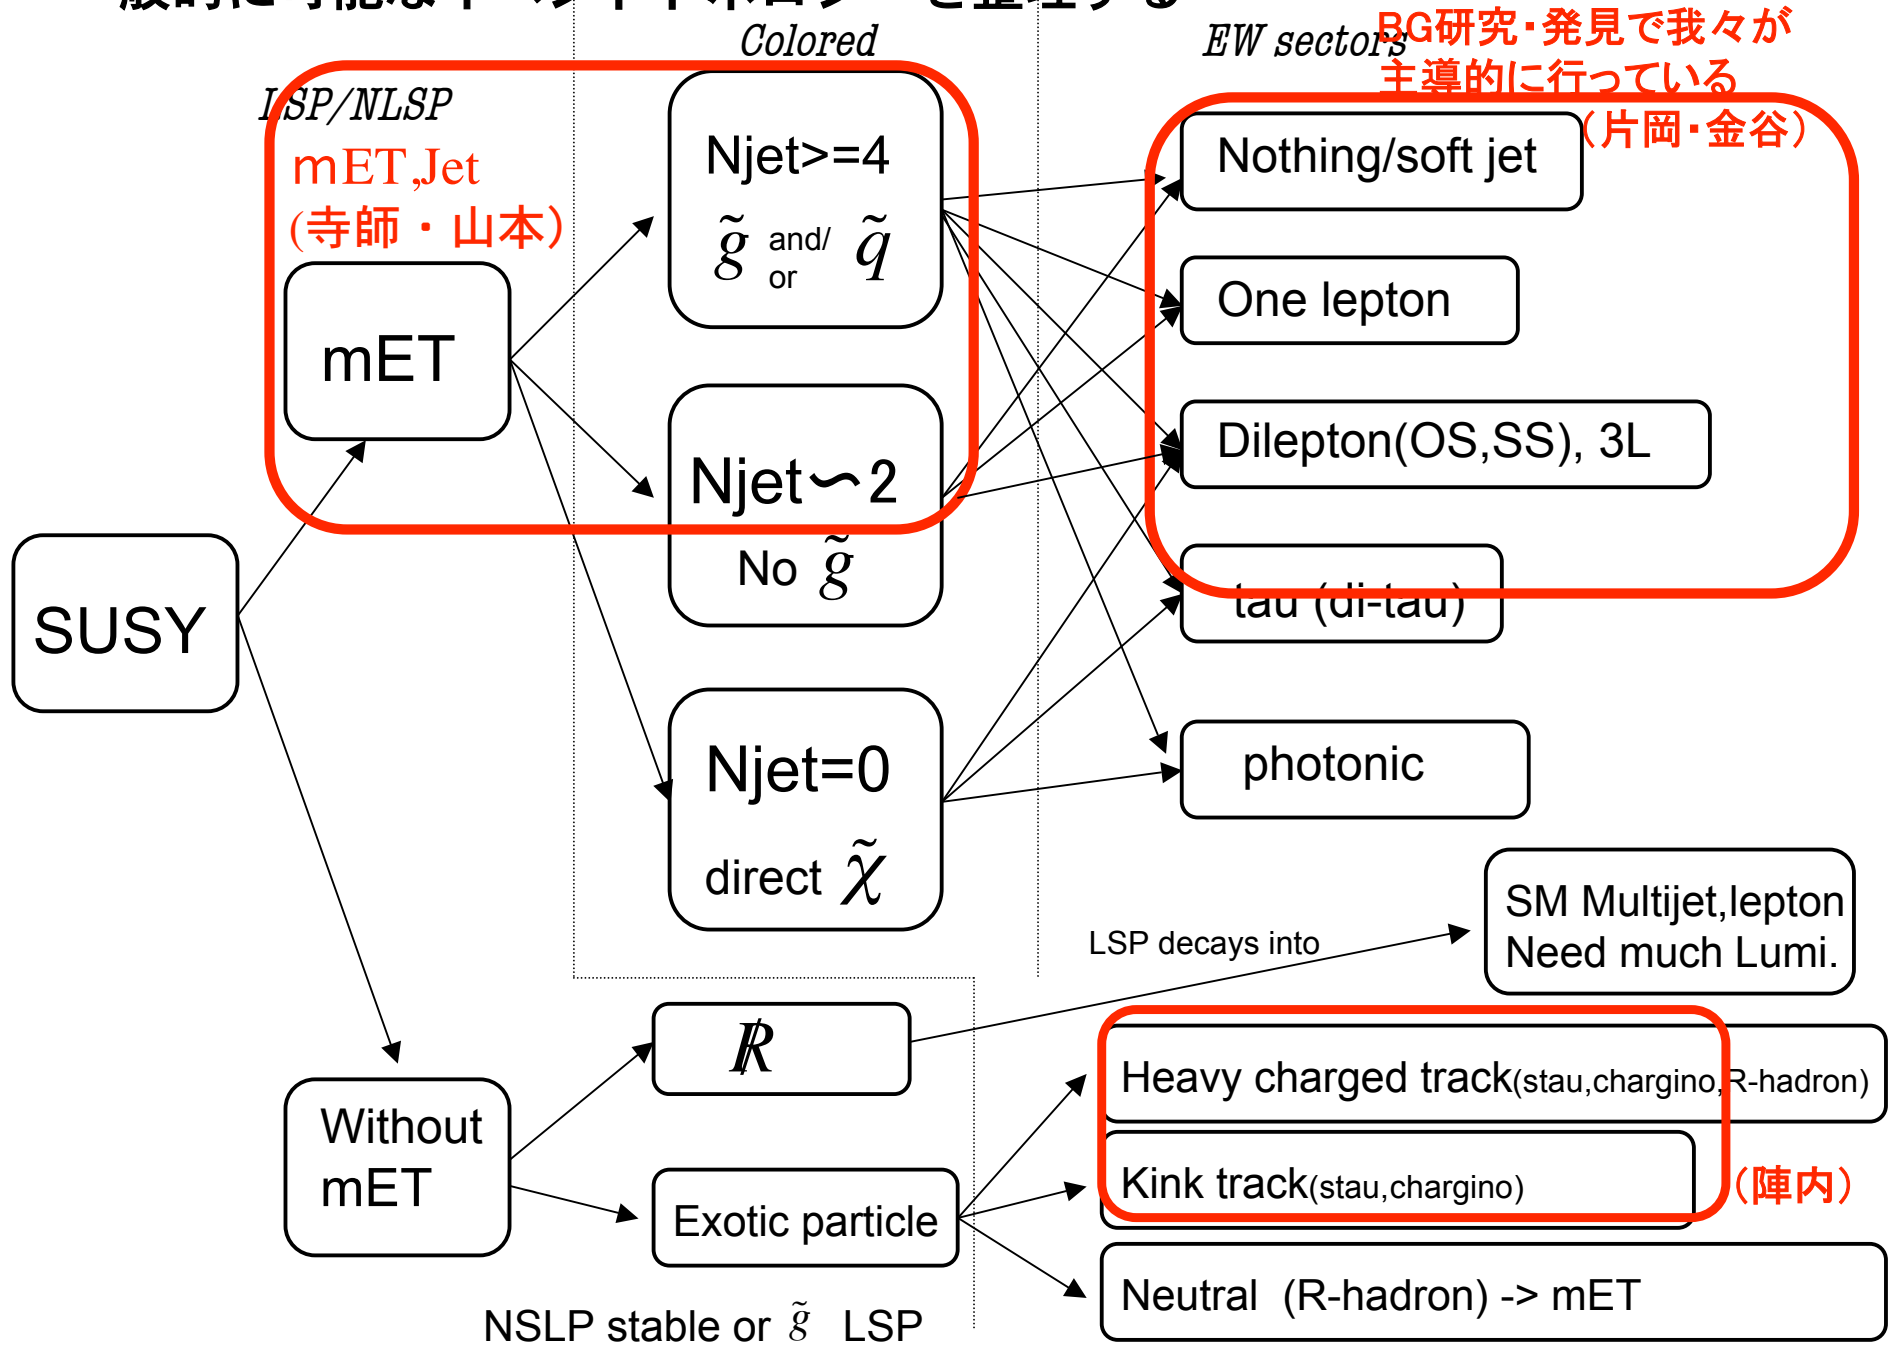 Colored
EW sectors
BG研究・発見で我々が
主導的に行っている
(片岡・金谷)
LSP/NLSP
mET,Jet
(寺師・山本)
mET
Njet>=4
g̃ and/or q̃
Njet〜2
No g̃
Njet=0
direct χ̃
Nothing/soft jet
One lepton
Dilepton(OS,SS), 3L
tau (di-tau)
photonic
SUSY
LSP decays into
SM Multijet,lepton
Need much Lumi.
Without
mET
R̸
Exotic particle
NSLP stable or g̃ LSP
Heavy charged track(stau,chargino,R-hadron)
Kink track(stau,chargino)
(陣内)
Neutral (R-hadron) -> mET